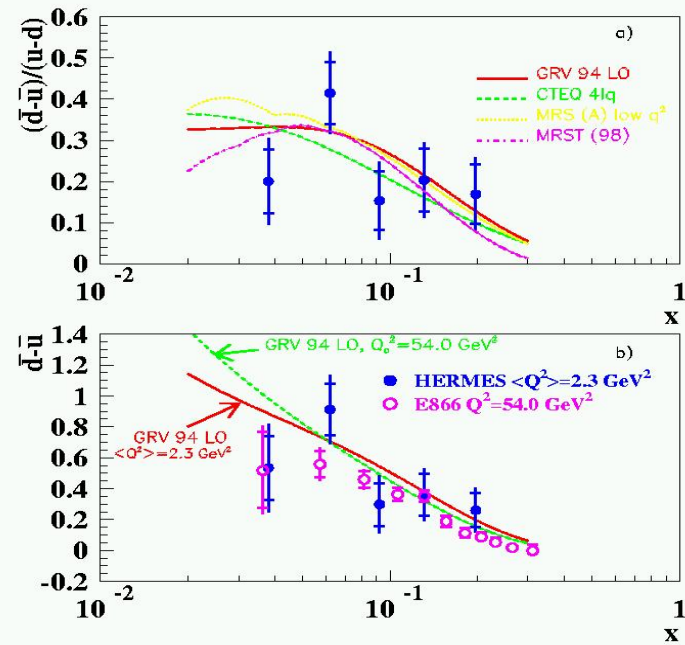 a)
(d̄-ū)/(u-d)
0.6
0.5
0.4
0.3
0.2
0.1
0
GRV 94 LO
CTEQ 4lq
MRS (A) low q²
MRST (98)
10⁻² 10⁻¹ 1
x
b)
d̄-ū
1.4
1.2
1
0.8
0.6
0.4
0.2
0
-0.2
GRV 94 LO, Q₀²=54.0 GeV²
HERMES <Q²>=2.3 GeV²
E866 Q²=54.0 GeV²
GRV 94 LO
<Q²>=2.3 GeV²
10⁻² 10⁻¹ 1
x